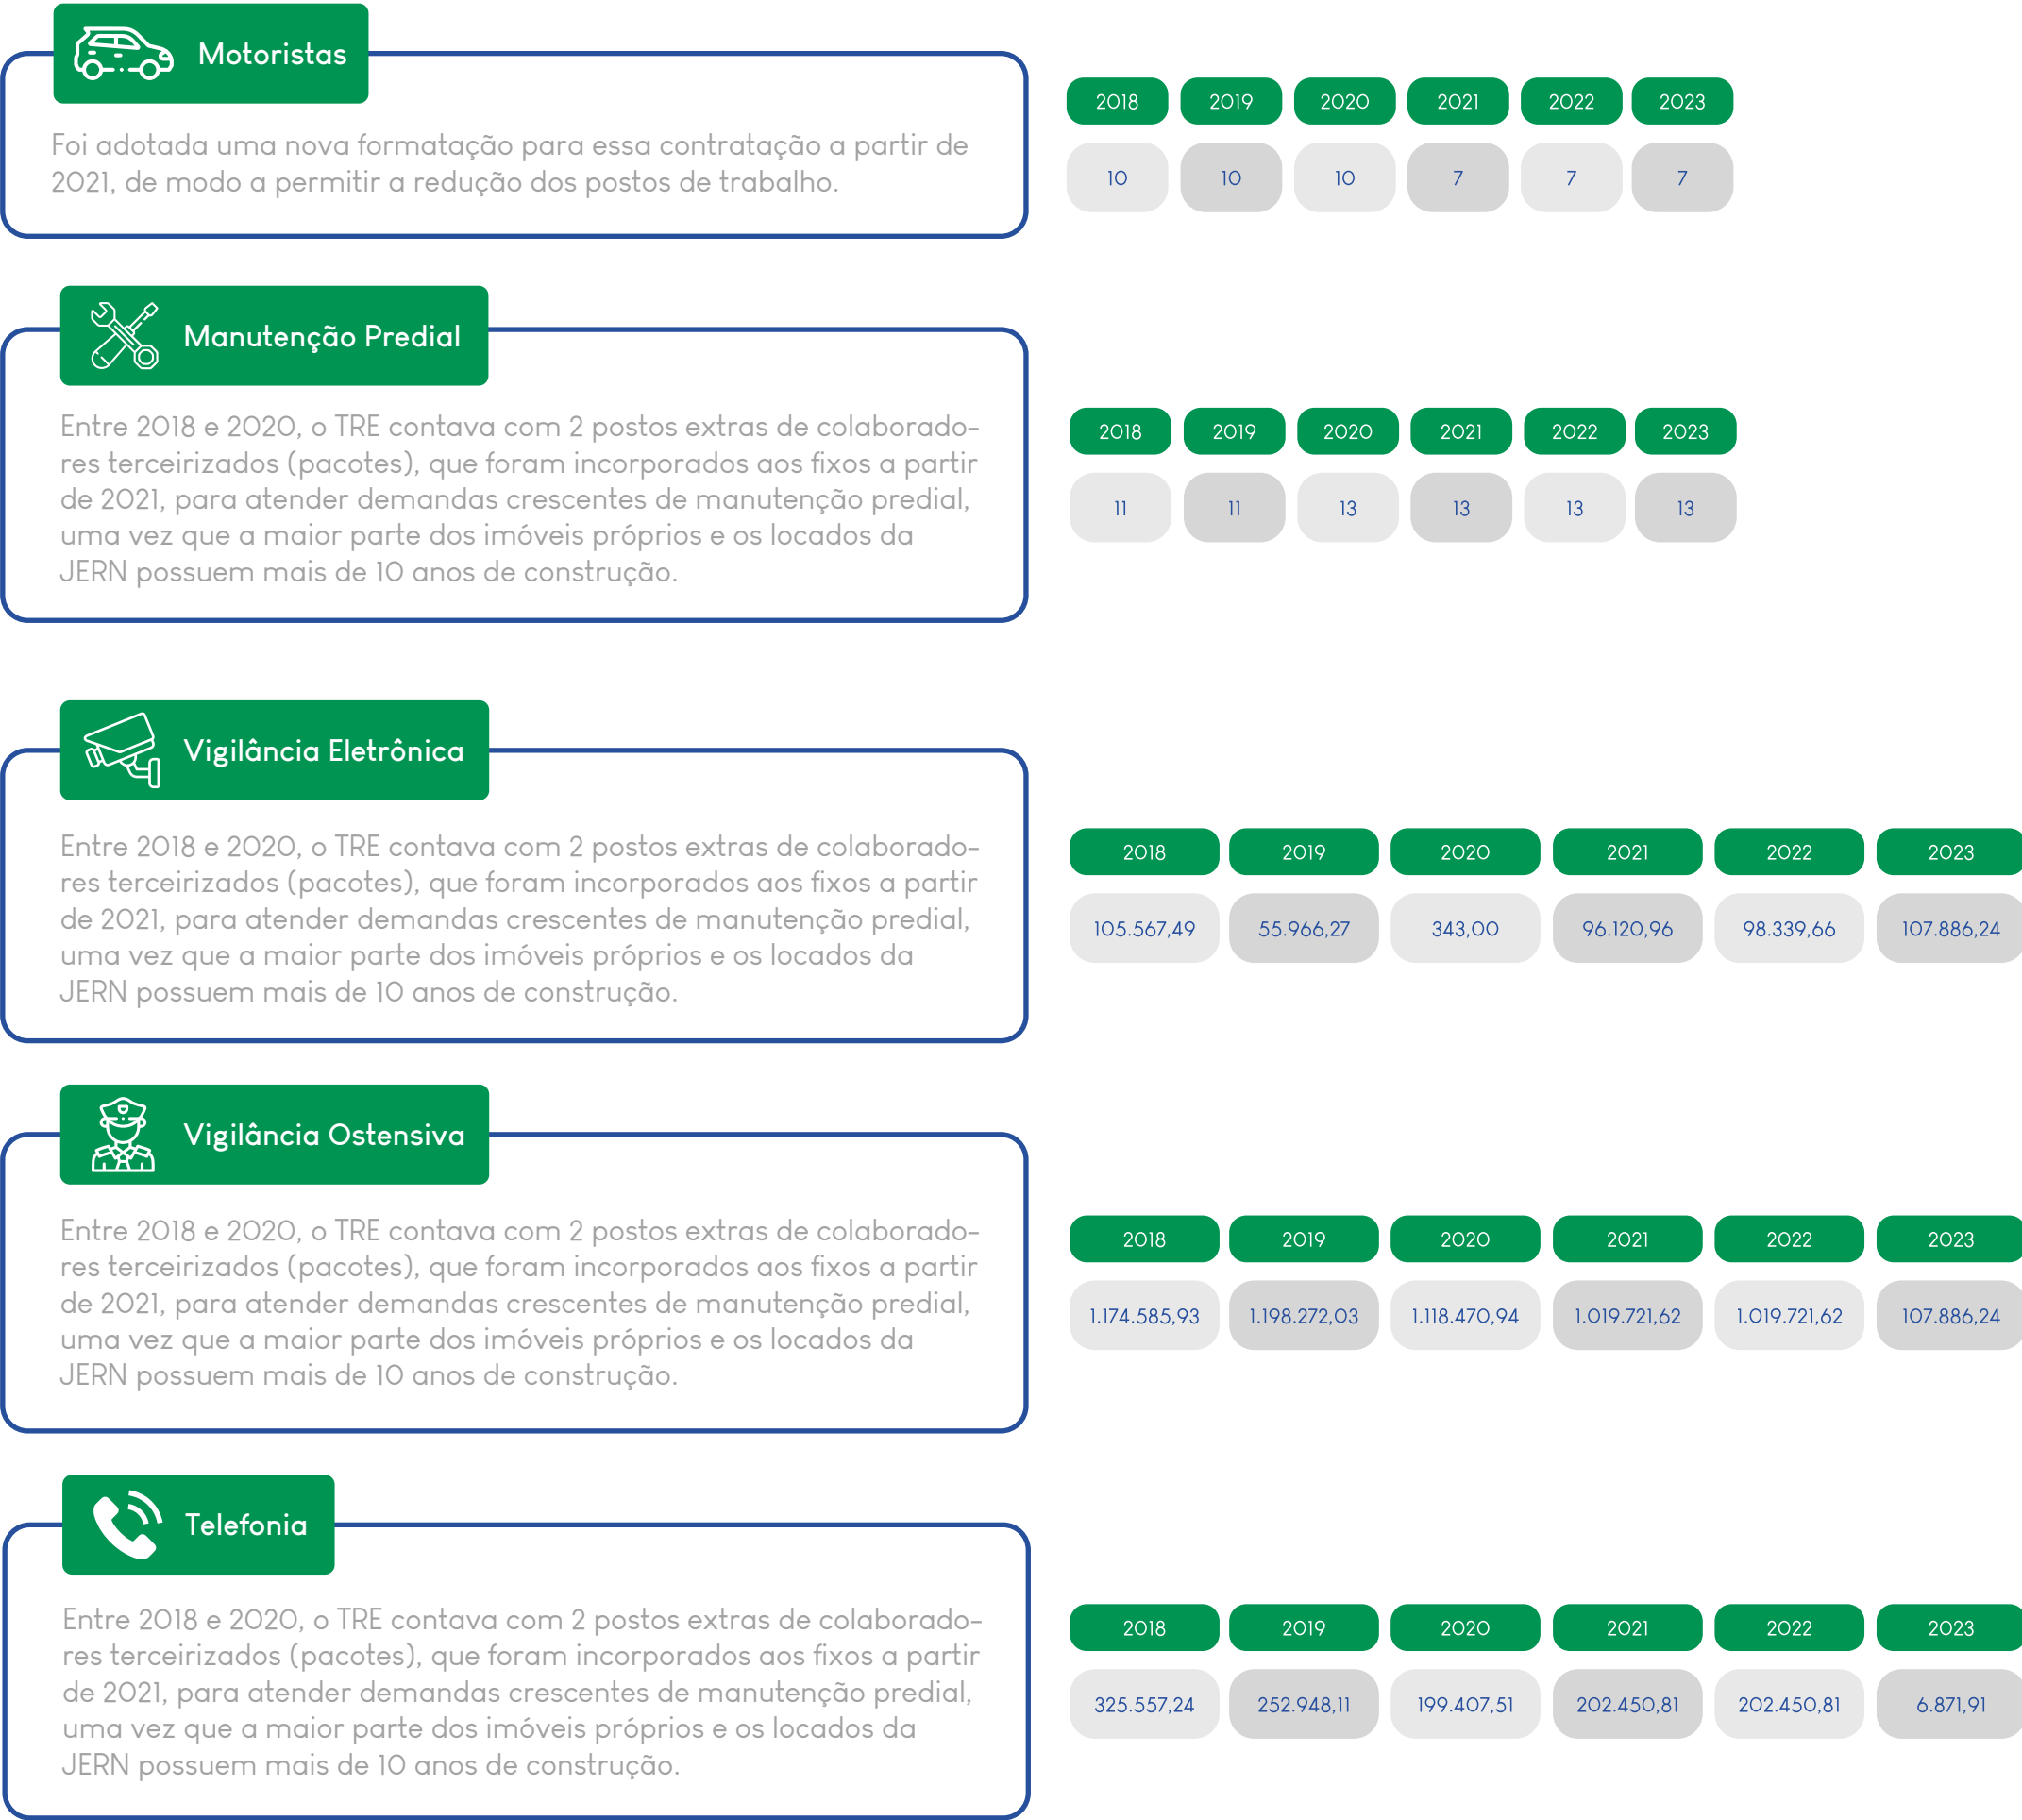 Motoristas
Foi adotada uma nova formatação para essa contratação a partir de
2021, de modo a permitir a redução dos postos de trabalho.
2018 2019 2020 2021 2022 2023
10 10 10 7 7 7
Manutenção Predial
Entre 2018 e 2020, o TRE contava com 2 postos extras de colaborado-
res terceirizados (pacotes), que foram incorporados aos fixos a partir
de 2021, para atender demandas crescentes de manutenção predial,
uma vez que a maior parte dos imóveis próprios e os locados da
JERN possuem mais de 10 anos de construção.
2018 2019 2020 2021 2022 2023
11 11 13 13 13 13
Vigilância Eletrônica
Entre 2018 e 2020, o TRE contava com 2 postos extras de colaborado-
res terceirizados (pacotes), que foram incorporados aos fixos a partir
de 2021, para atender demandas crescentes de manutenção predial,
uma vez que a maior parte dos imóveis próprios e os locados da
JERN possuem mais de 10 anos de construção.
2018 2019 2020 2021 2022 2023
105.567,49 55.966,27 343,00 96.120,96 98.339,66 107.886,24
Vigilância Ostensiva
Entre 2018 e 2020, o TRE contava com 2 postos extras de colaborado-
res terceirizados (pacotes), que foram incorporados aos fixos a partir
de 2021, para atender demandas crescentes de manutenção predial,
uma vez que a maior parte dos imóveis próprios e os locados da
JERN possuem mais de 10 anos de construção.
2018 2019 2020 2021 2022 2023
1.174.585,93 1.198.272,03 1.118.470,94 1.019.721,62 1.019.721,62 107.886,24
Telefonia
Entre 2018 e 2020, o TRE contava com 2 postos extras de colaborado-
res terceirizados (pacotes), que foram incorporados aos fixos a partir
de 2021, para atender demandas crescentes de manutenção predial,
uma vez que a maior parte dos imóveis próprios e os locados da
JERN possuem mais de 10 anos de construção.
2018 2019 2020 2021 2022 2023
325.557,24 252.948,11 199.407,51 202.450,81 202.450,81 6.871,91